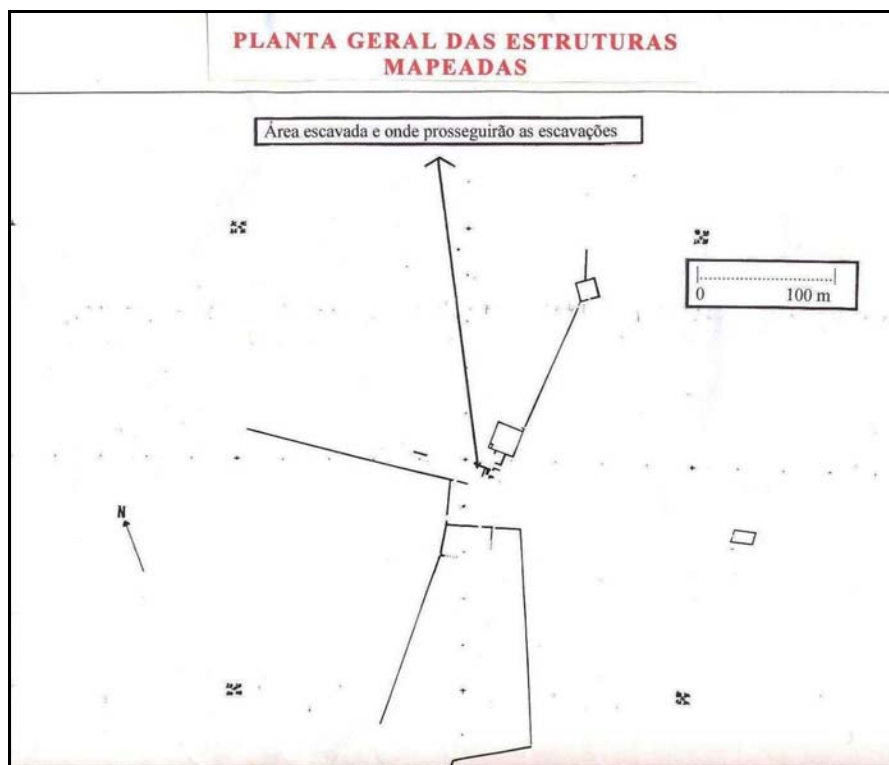 PLANTA GERAL DAS ESTRUTURAS
MAPEADAS
Área escavada e onde prosseguirão as escavações
0 100 m
N